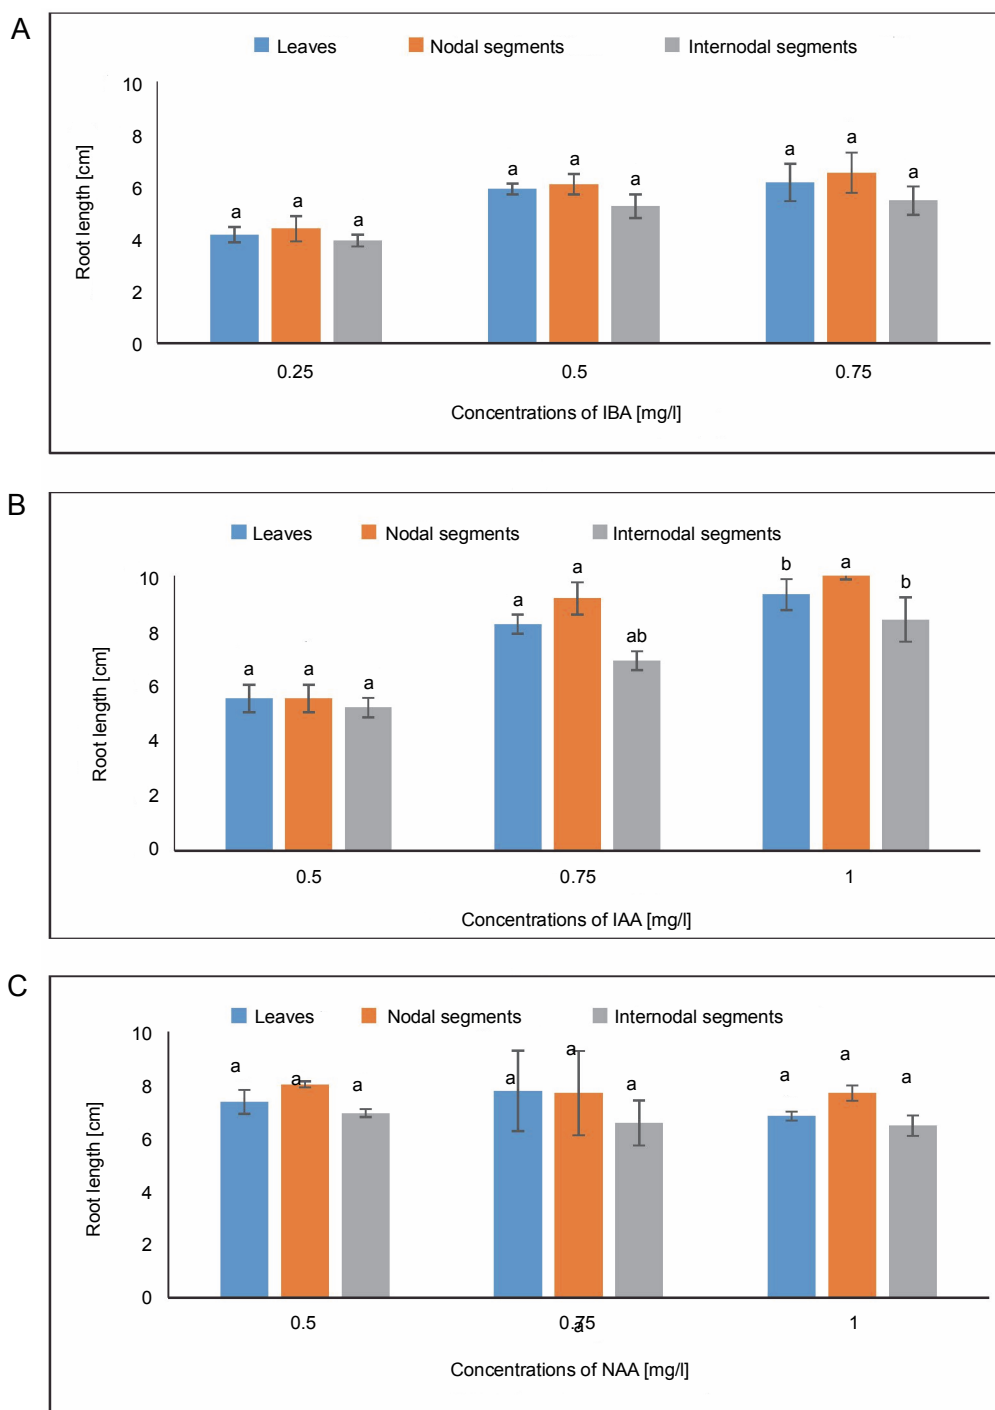 A
Leaves Nodal segments Internodal segments
10
8
6
4
2
0
Root length [cm]
a a a a a a a a a
0.25 0.5 0.75
Concentrations of IBA [mg/l]
B
Leaves Nodal segments Internodal segments
10
8
6
4
2
0
Root length [cm]
a a a a a ab b a b
0.5 0.75 1
Concentrations of IAA [mg/l]
C
Leaves Nodal segments Internodal segments
10
8
6
4
2
0
Root length [cm]
a a a a a a a a a
0.5 0.75 1
a
Concentrations of NAA [mg/l]